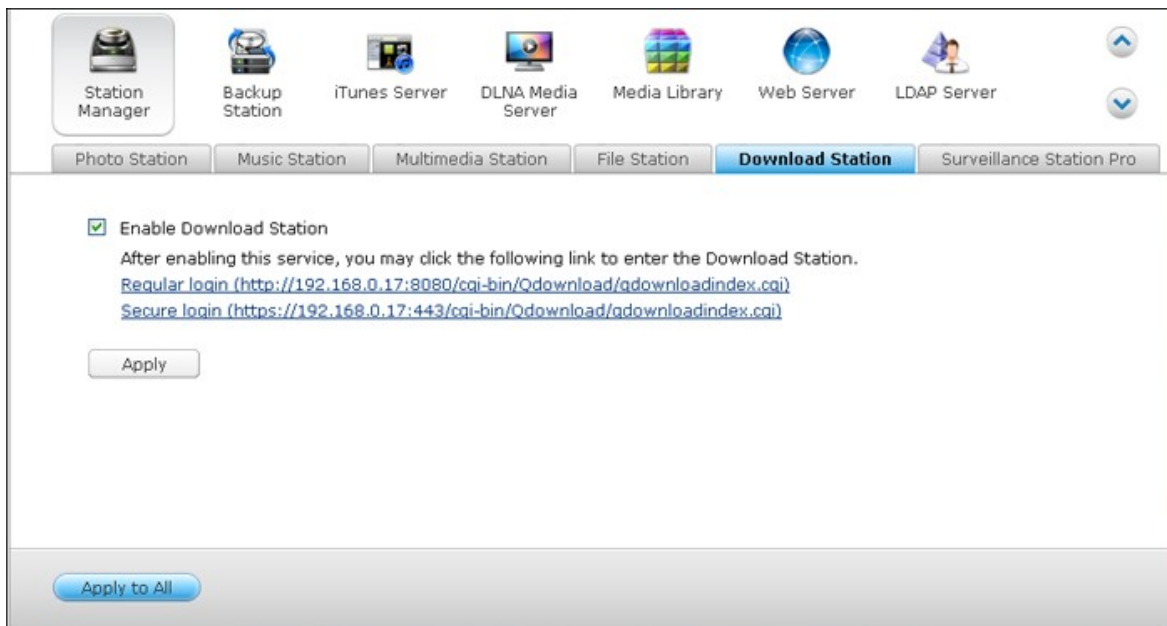 Station Manager
Backup Station
iTunes Server
DLNA Media Server
Media Library
Web Server
LDAP Server
Photo Station
Music Station
Multimedia Station
File Station
Download Station
Surveillance Station Pro
Enable Download Station
After enabling this service, you may click the following link to enter the Download Station.
Regular login (http://192.168.0.17:8080/cgi-bin/Qdownload/qdownloadindex.cgi)
Secure login (https://192.168.0.17:443/cgi-bin/Qdownload/qdownloadindex.cgi)
Apply
Apply to All